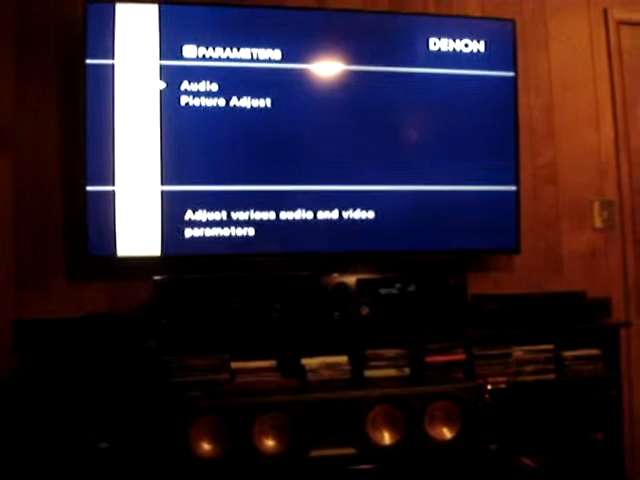 PARAMETERS
DENON
Audio
Picture Adjust
Adjust various audio and video
parameters